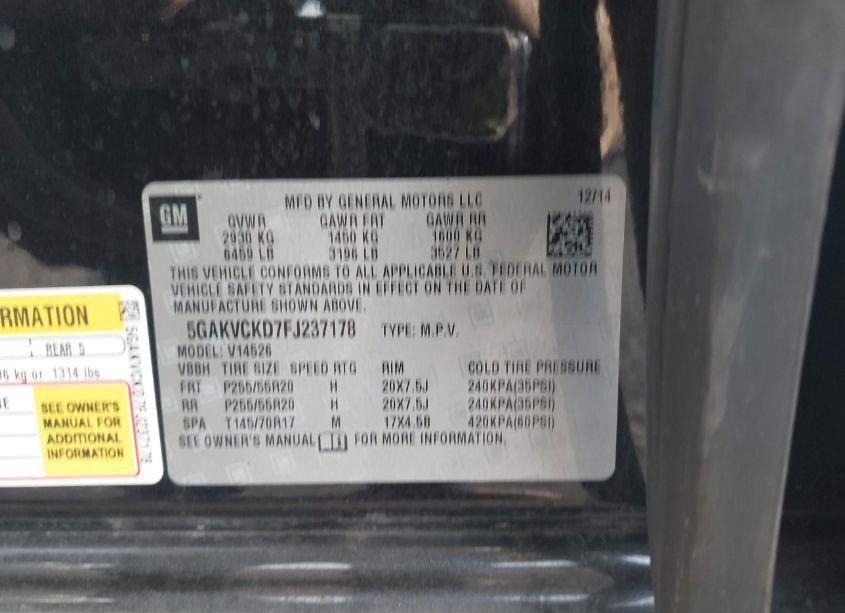 GM
MFD BY GENERAL MOTORS LLC 12/14
GVWR GAWR FRT GAWR RR
2930 KG 1450 KG 1600 KG
6459 LB 3196 LB 3527 LB
THIS VEHICLE CONFORMS TO ALL APPLICABLE U.S. FEDERAL MOTOR
VEHICLE SAFETY STANDARDS IN EFFECT ON THE DATE OF
MANUFACTURE SHOWN ABOVE.
5GAKVCKD7FJ237178 TYPE: M.P.V.
MODEL: V14526
VBBH TIRE SIZE SPEED RTG RIM COLD TIRE PRESSURE
FRT P255/55R20 H 20X7.5J 240KPA(35PSI)
RR P255/55R20 H 20X7.5J 240KPA(35PSI)
SPA T145/70R17 M 17X4.5B 420KPA(60PSI)
SEE OWNER'S MANUAL FOR MORE INFORMATION.
RMATION
REAR 5
kg or 1314 lbs
SEE OWNER'S
MANUAL FOR
ADDITIONAL
INFORMATION
5GAKVCKD7FJ237178